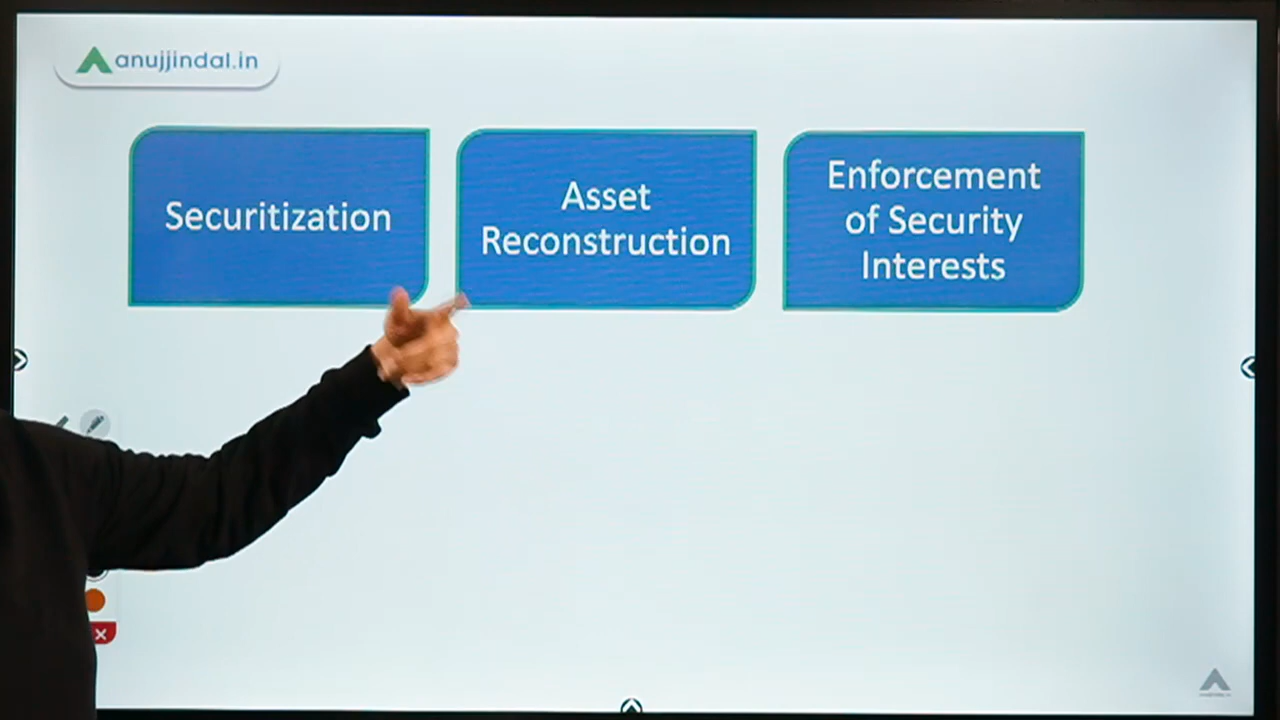 anujjindal.in
Securitization
Asset
Reconstruction
Enforcement
of Security
Interests